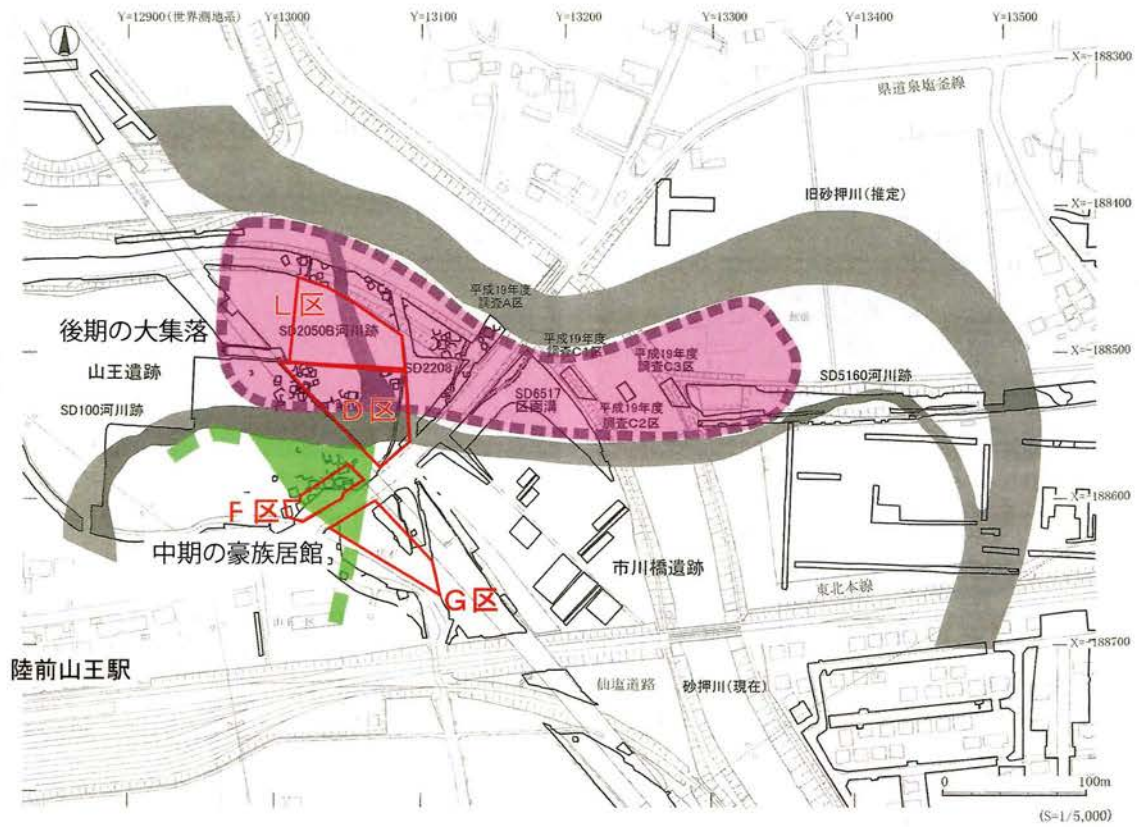 Y=12900(世界測地系)
Y=13000
Y=13100
Y=13200
Y=13300
Y=13400
Y=13500
X=-188300
県道泉塩釜線
旧砂押川(推定)
X=-188400
平成19年度
調査A区
L区
SD2050B河川跡
後期の大集落
平成19年度
調査C1区
平成19年度
調査C3区
X=-188500
山王遺跡
SD2208
SD6517
区画溝
SD5160河川跡
SD100河川跡
D区
平成19年度
調査C2区
X=-188600
F区
中期の豪族居館
市川橋遺跡
G区
東北本線
X=-188700
陸前山王駅
仙塩道路
砂押川(現在)
0
100m
(S=1/5,000)